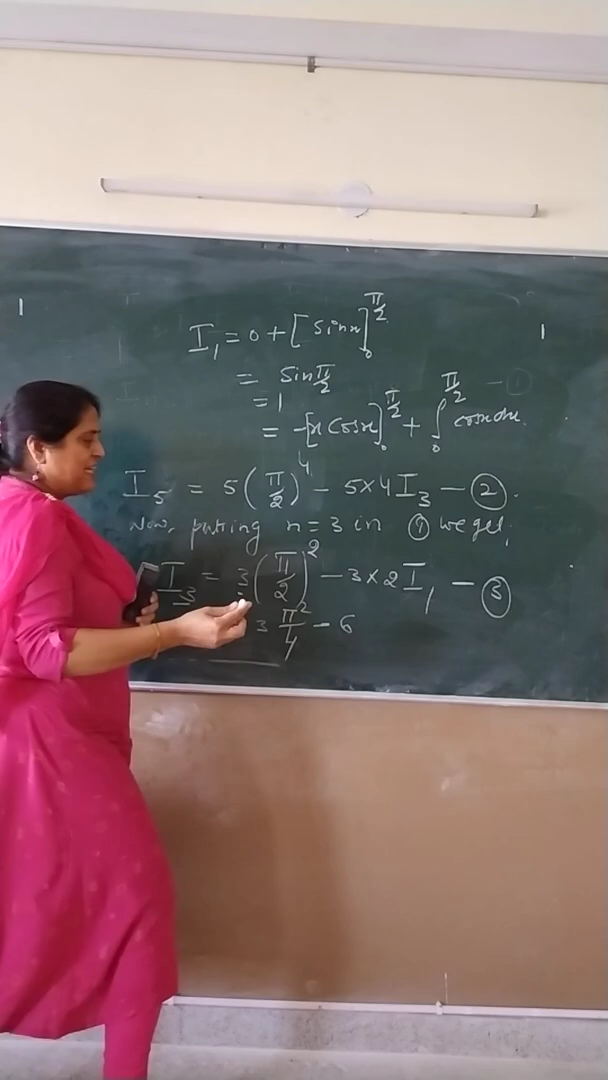 I₁ = 0 + [sin x]₀^{π/2}
= sin π/2
= 1 — ①
= -[x cos x]₀^{π/2} + ∫₀^{π/2} cos x dx
I₅ = 5(π/2)⁴ - 5×4 I₃ — ②.
Now, putting n = 3 in ① we get,
I₃ = 3(π/2)² - 3×2 I₁ — ③
3 π²/4 - 6